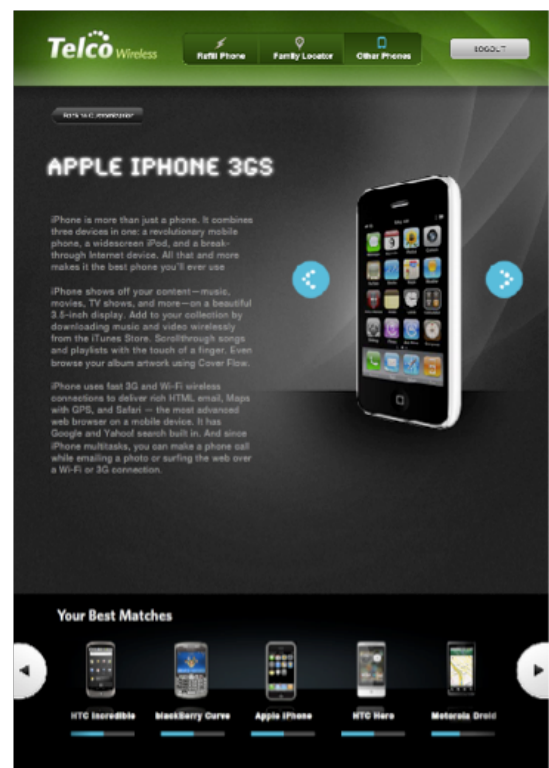 Telco Wireless
Refill Phone
Family Locator
Other Phones
LOGOUT
Back to Customization
APPLE IPHONE 3GS
iPhone is more than just a phone. It combines
three devices in one: a revolutionary mobile
phone, a widescreen iPod, and a break-
through Internet device. All that and more
makes it the best phone you'll ever use
iPhone shows off your content—music,
movies, TV shows, and more—on a beautiful
3.5-inch display. Add to your collection by
downloading music and video wirelessly
from the iTunes Store. Scrollthrough songs
and playlists with the touch of a finger. Even
browse your album artwork using Cover Flow.
iPhone uses fast 3G and Wi-Fi wireless
connections to deliver rich HTML email, Maps
with GPS, and Safari — the most advanced
web browser on a mobile device. It has
Google and Yahoo! search built in. And since
iPhone multitasks, you can make a phone call
while emailing a photo or surfing the web over
a Wi-Fi or 3G connection.
Your Best Matches
HTC Incredible
blackBerry Curve
Apple iPhone
HTC Hero
Motorola Droid